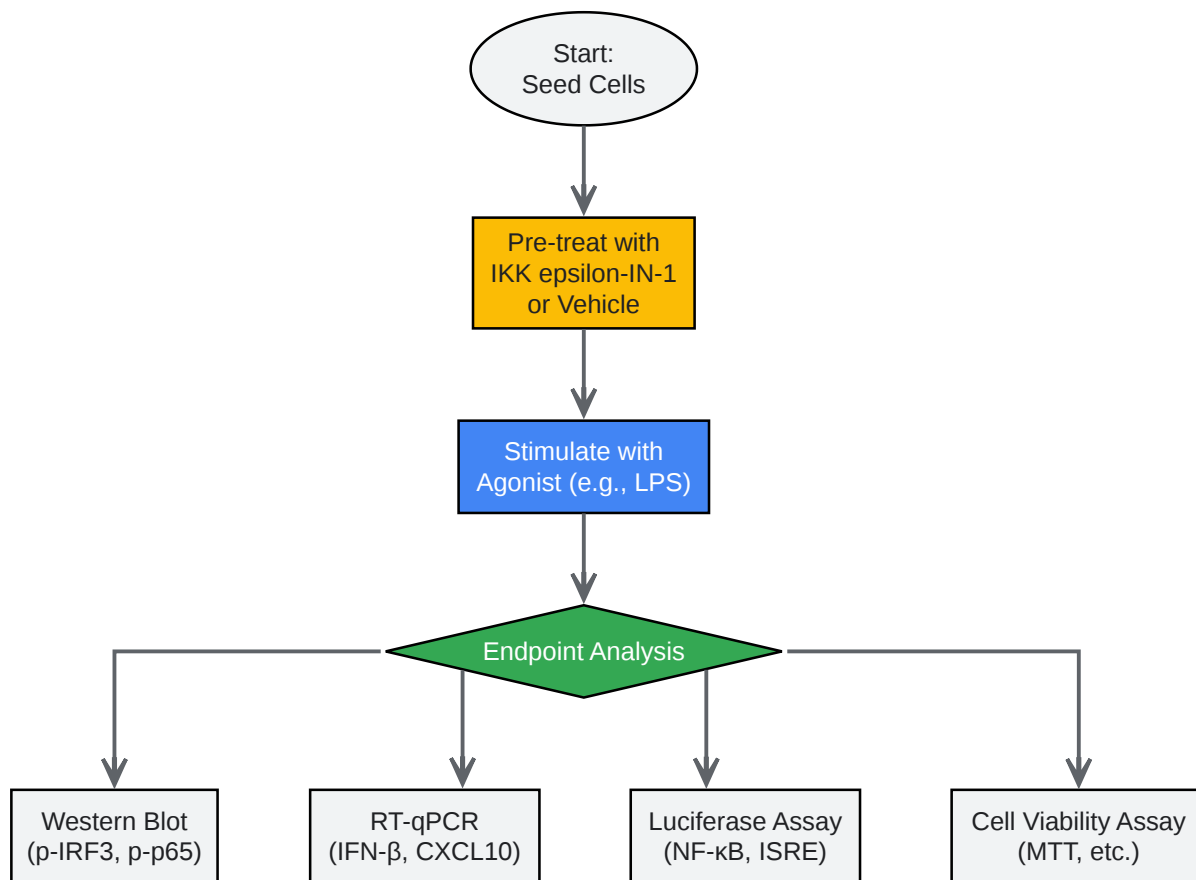 Start:
Seed Cells
Pre-treat with
IKK epsilon-IN-1
or Vehicle
Stimulate with
Agonist (e.g., LPS)
Endpoint Analysis
Western Blot
(p-IRF3, p-p65)
RT-qPCR
(IFN-β, CXCL10)
Luciferase Assay
(NF-κB, ISRE)
Cell Viability Assay
(MTT, etc.)